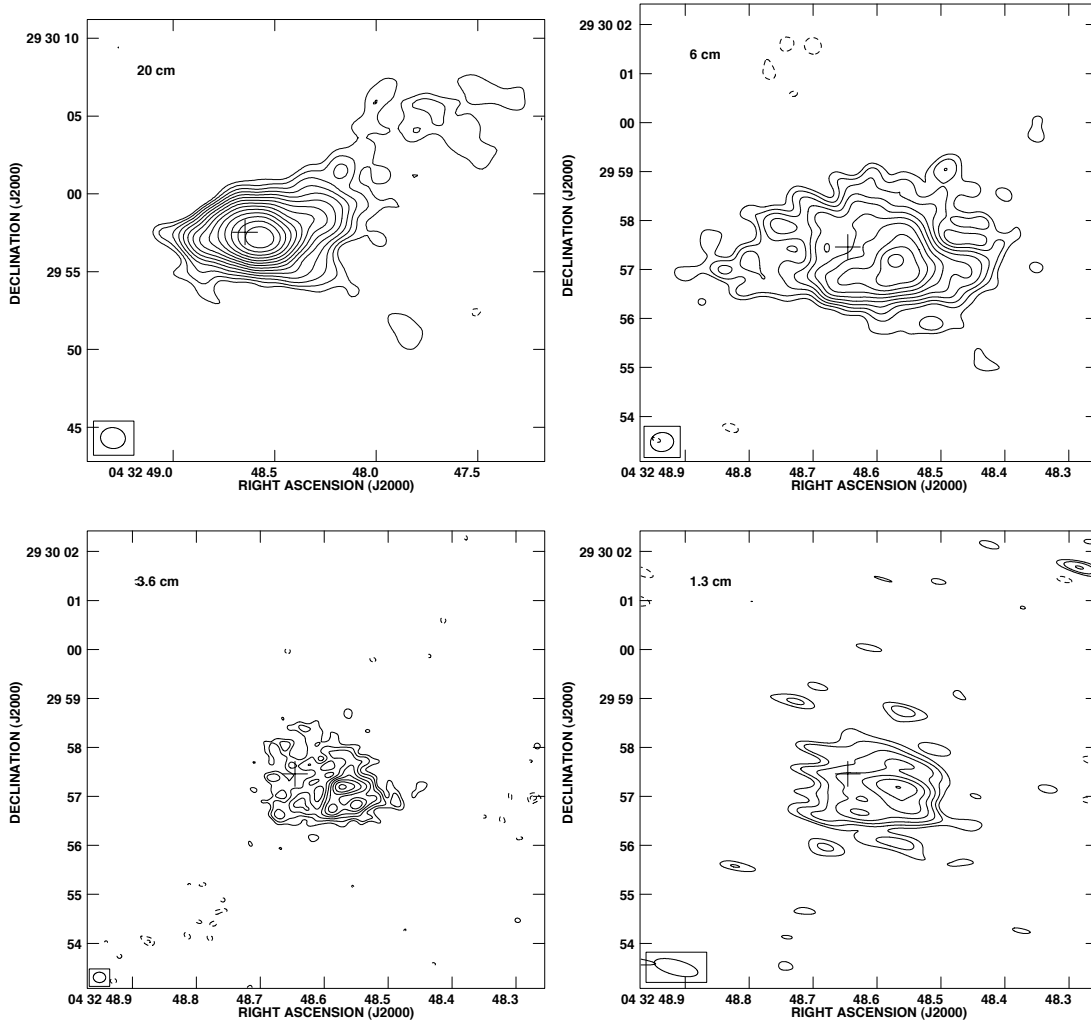 20 cm
DECLINATION (J2000)
29 30 10
05
00
29 55
50
45
04 32 49.0 48.5 48.0 47.5
RIGHT ASCENSION (J2000)
6 cm
DECLINATION (J2000)
29 30 02
01
00
29 59
58
57
56
55
54
04 32 48.9 48.8 48.7 48.6 48.5 48.4 48.3
RIGHT ASCENSION (J2000)
3.6 cm
DECLINATION (J2000)
29 30 02
01
00
29 59
58
57
56
55
54
04 32 48.9 48.8 48.7 48.6 48.5 48.4 48.3
RIGHT ASCENSION (J2000)
1.3 cm
DECLINATION (J2000)
29 30 02
01
00
29 59
58
57
56
55
54
04 32 48.9 48.8 48.7 48.6 48.5 48.4 48.3
RIGHT ASCENSION (J2000)